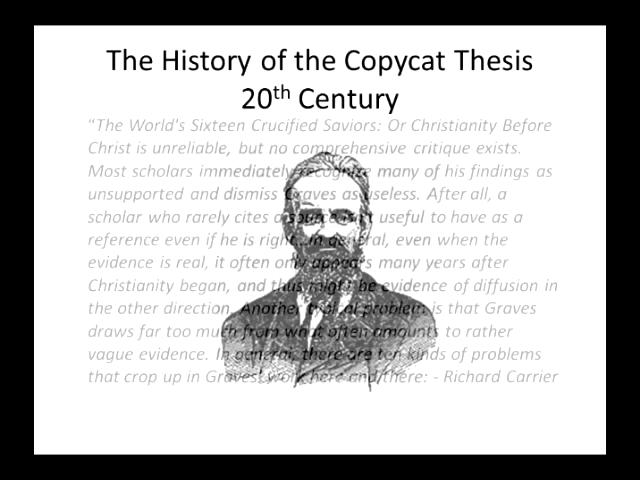 The History of the Copycat Thesis
20th Century
"The World's Sixteen Crucified Saviors: Or Christianity Before
Christ is unreliable, but no comprehensive critique exists.
Most scholars immediately recognize many of his findings as
unsupported and dismiss Graves as useless. After all, a
scholar who rarely cites a source isn't useful to have as a
reference even if he is right...In general, even when the
evidence is real, it often only appears many years after
Christianity began, and thus might be evidence of diffusion in
the other direction. Another typical problem is that Graves
draws far too much from what often amounts to rather
vague evidence. In general, there are ten kinds of problems
that crop up in Graves' work here and there: - Richard Carrier